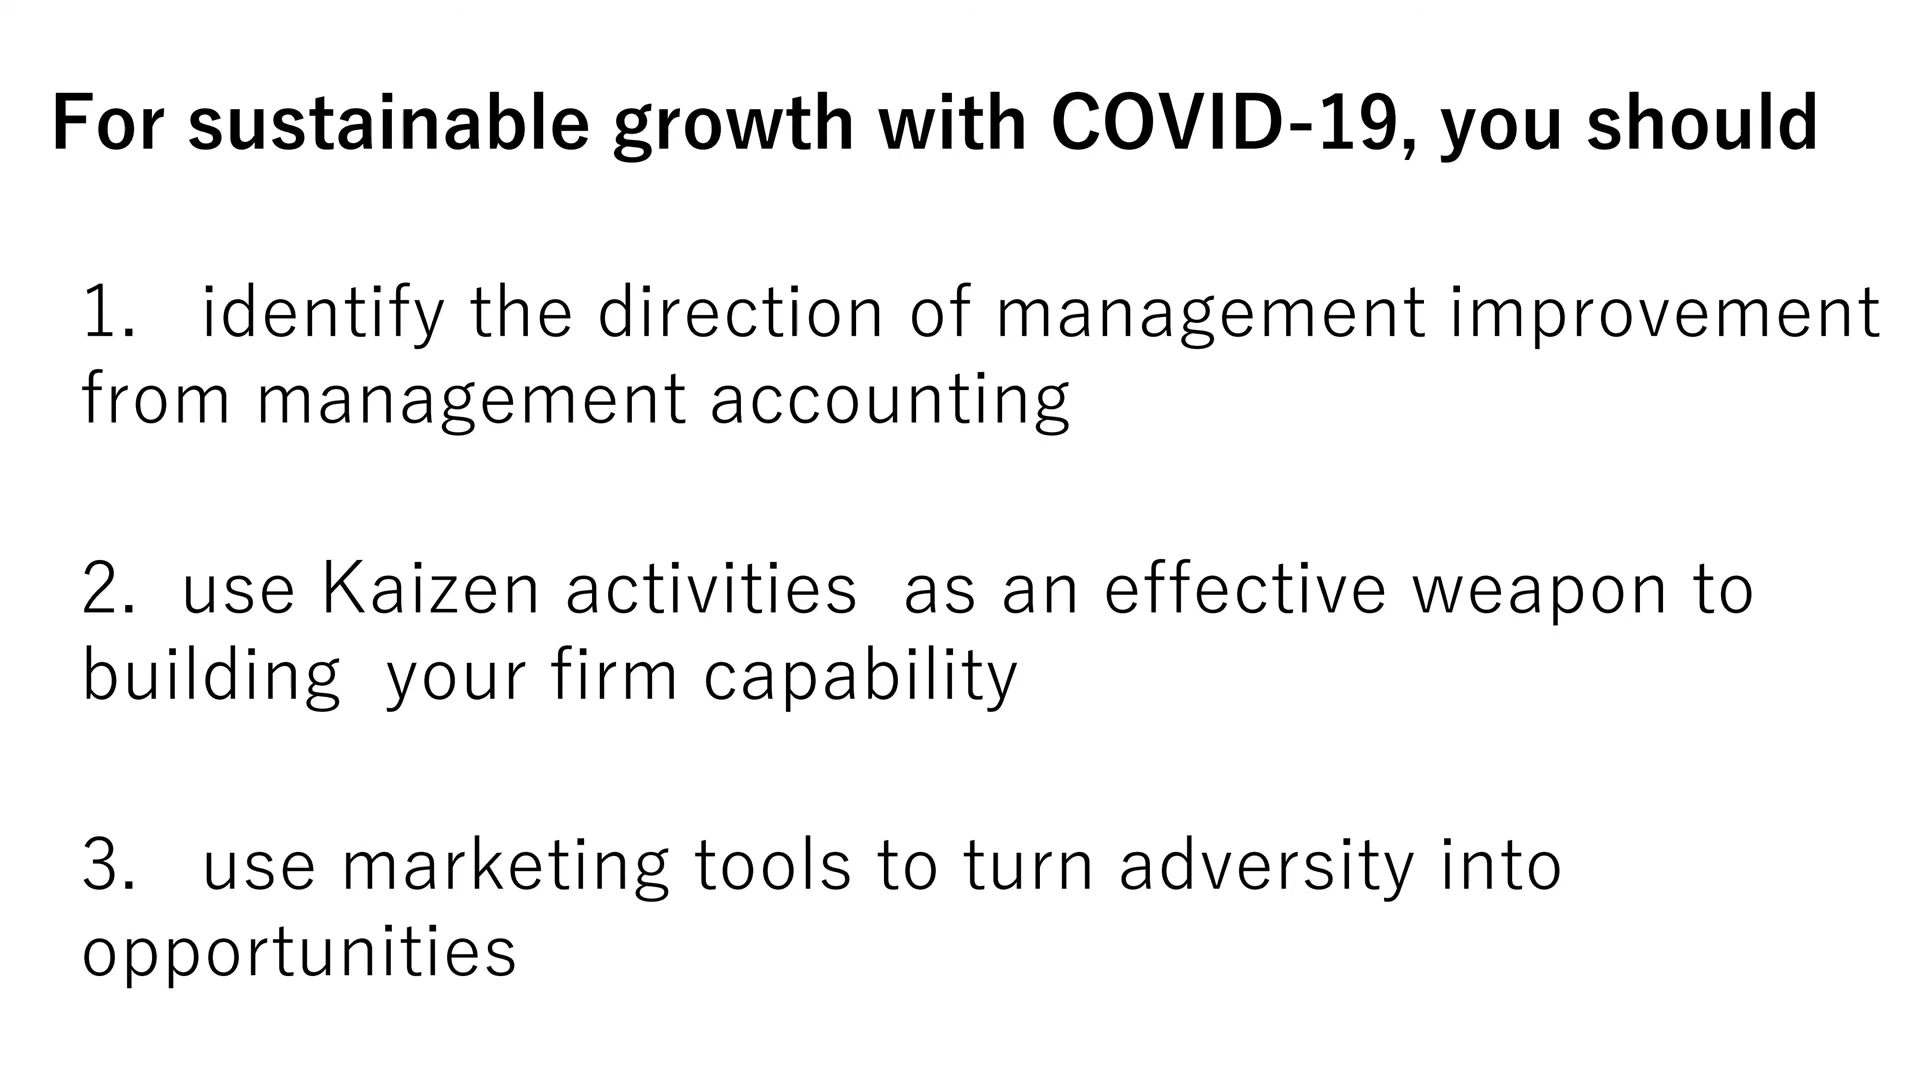 For sustainable growth with COVID-19, you should
1. identify the direction of management improvement
from management accounting
2. use Kaizen activities as an effective weapon to
building your firm capability
3. use marketing tools to turn adversity into
opportunities